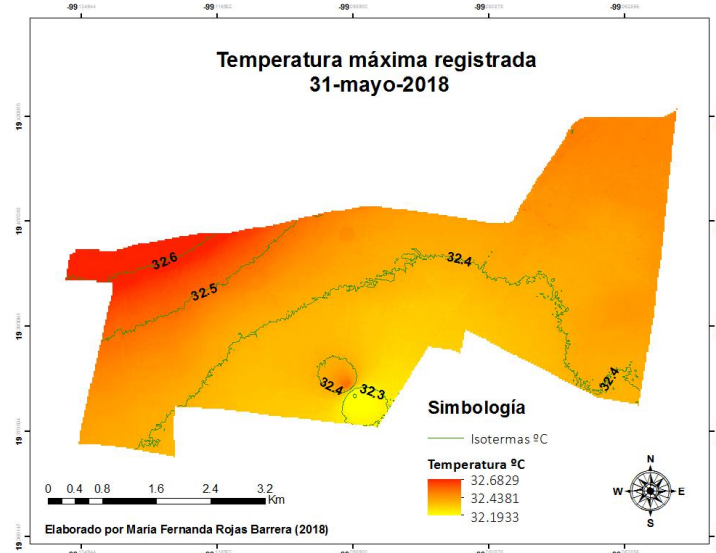 Temperatura máxima registrada
31-mayo-2018
32.6
32.5
32.4
32.4
32.3
32.4
Simbología
Isotermas ºC
Temperatura ºC
32.6829
32.4381
32.1933
N
W
E
S
0 0.4 0.8 1.6 2.4 3.2
Km
Elaborado por María Fernanda Rojas Barrera (2018)